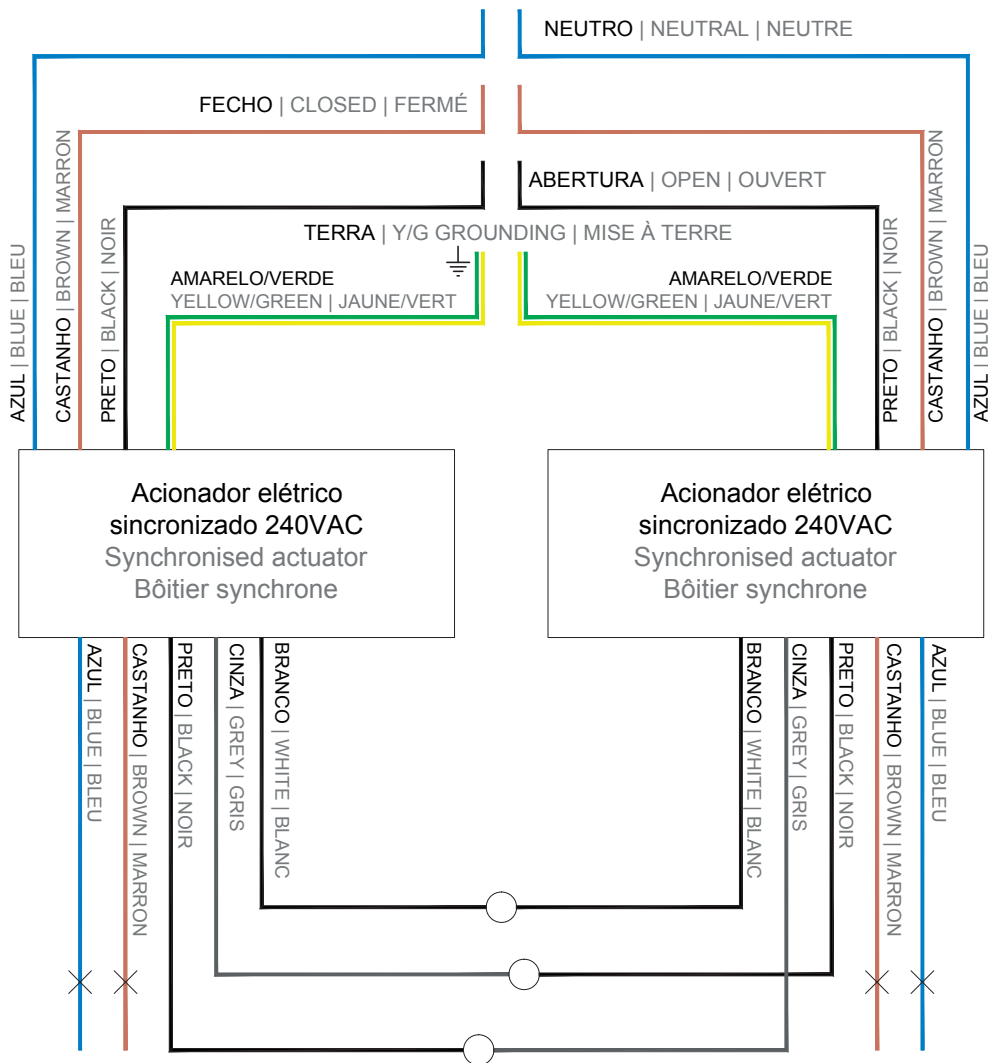 NEUTRO | NEUTRAL | NEUTRE
FECHO | CLOSED | FERMÉ
ABERTURA | OPEN | OUVERT
TERRA | Y/G GROUNDING | MISE À TERRE
AMARELO/VERDE
YELLOW/GREEN | JAUNE/VERT
AMARELO/VERDE
YELLOW/GREEN | JAUNE/VERT
AZUL | BLUE | BLEU
CASTANHO | BROWN | MARRON
PRETO | BLACK | NOIR
PRETO | BLACK | NOIR
CASTANHO | BROWN | MARRON
AZUL | BLUE | BLEU
Acionador elétrico
sincronizado 240VAC
Synchronised actuator
Bôitier synchrone
Acionador elétrico
sincronizado 240VAC
Synchronised actuator
Bôitier synchrone
AZUL | BLUE | BLEU
CASTANHO | BROWN | MARRON
PRETO | BLACK | NOIR
CINZA | GREY | GRIS
BRANCO | WHITE | BLANC
BRANCO | WHITE | BLANC
CINZA | GREY | GRIS
PRETO | BLACK | NOIR
CASTANHO | BROWN | MARRON
AZUL | BLUE | BLEU